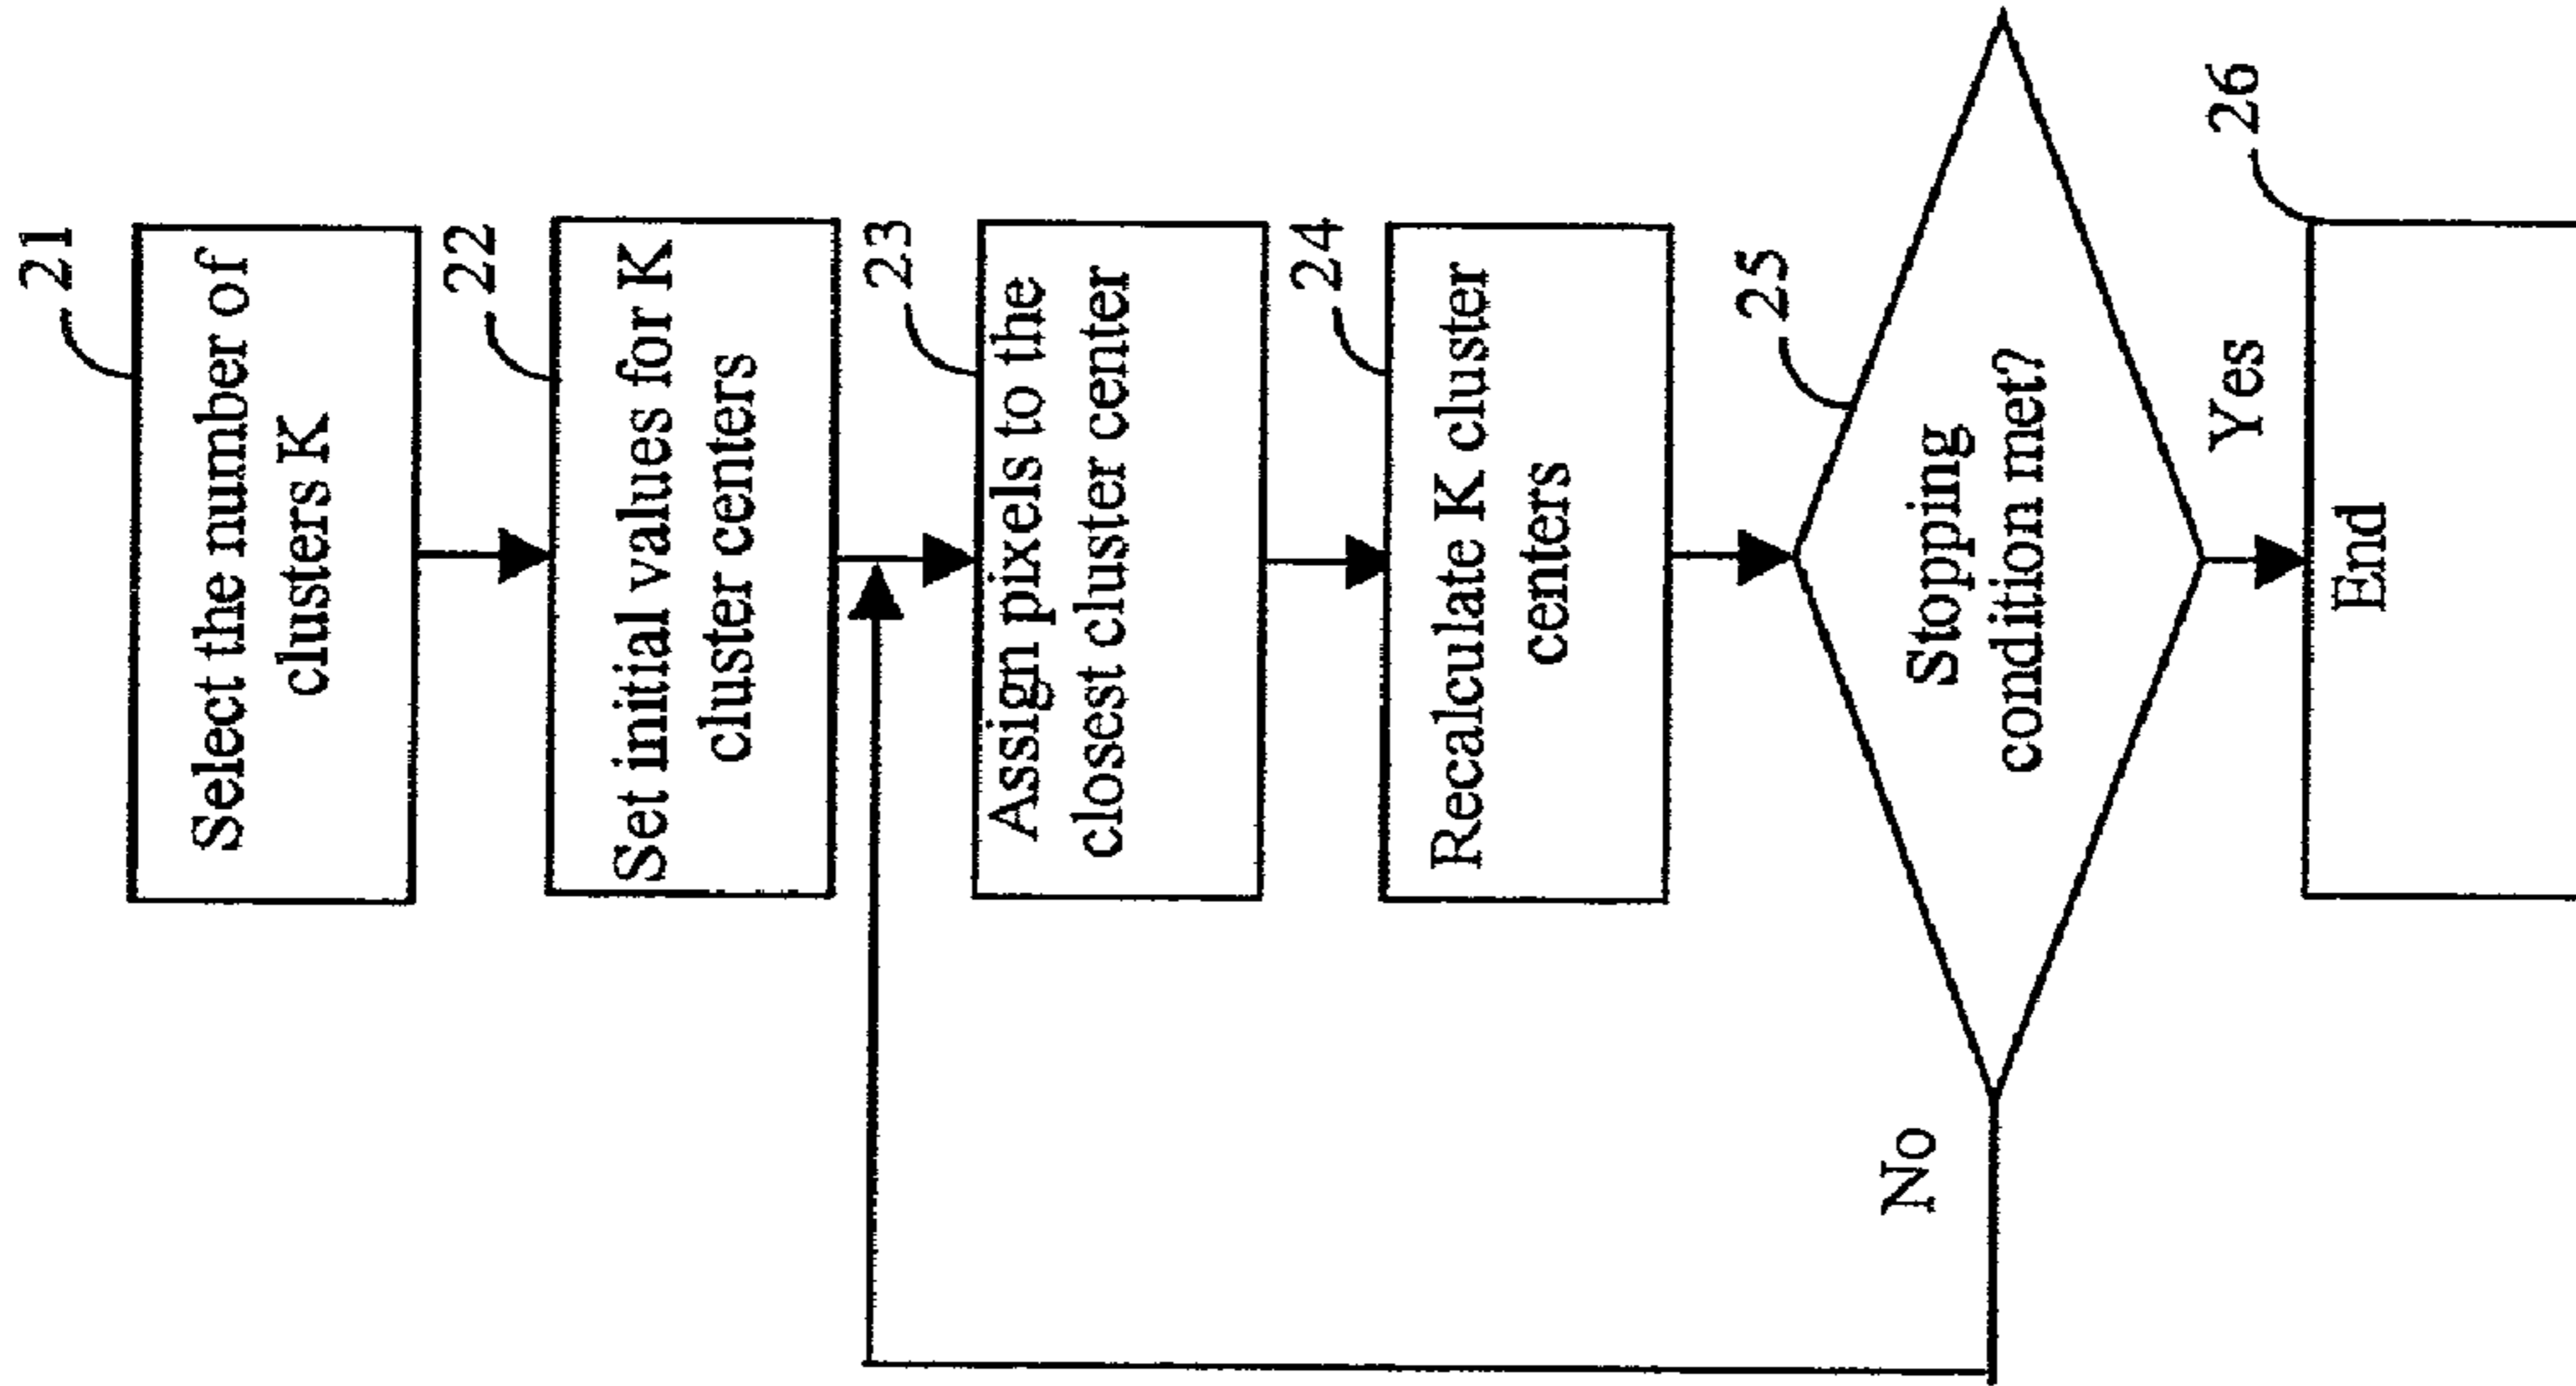 21
Select the number of
clusters K
22
Set initial values for K
cluster centers
23
Assign pixels to the
closest cluster center
24
Recalculate K cluster
centers
25
Stopping
condition met?
No
Yes
26
End